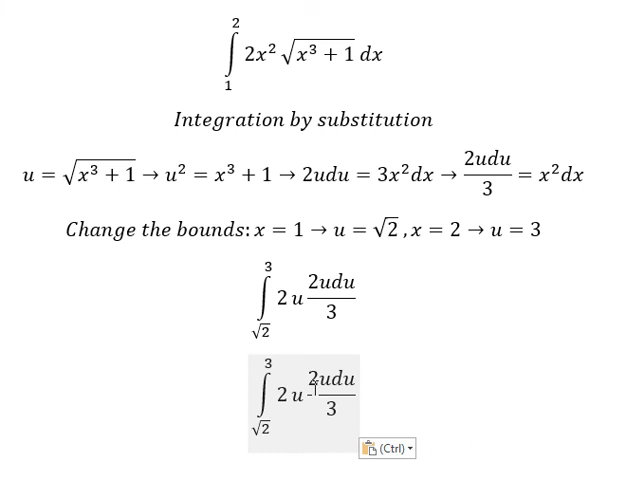 ∫₁² 2x² √(x³ + 1) dx
Integration by substitution
u = √(x³ + 1) → u² = x³ + 1 → 2udu = 3x²dx → 2udu/3 = x²dx
Change the bounds: x = 1 → u = √2 , x = 2 → u = 3
∫_√2^3 2 u 2udu/3
∫_√2^3 2 u 2udu/3
(Ctrl)